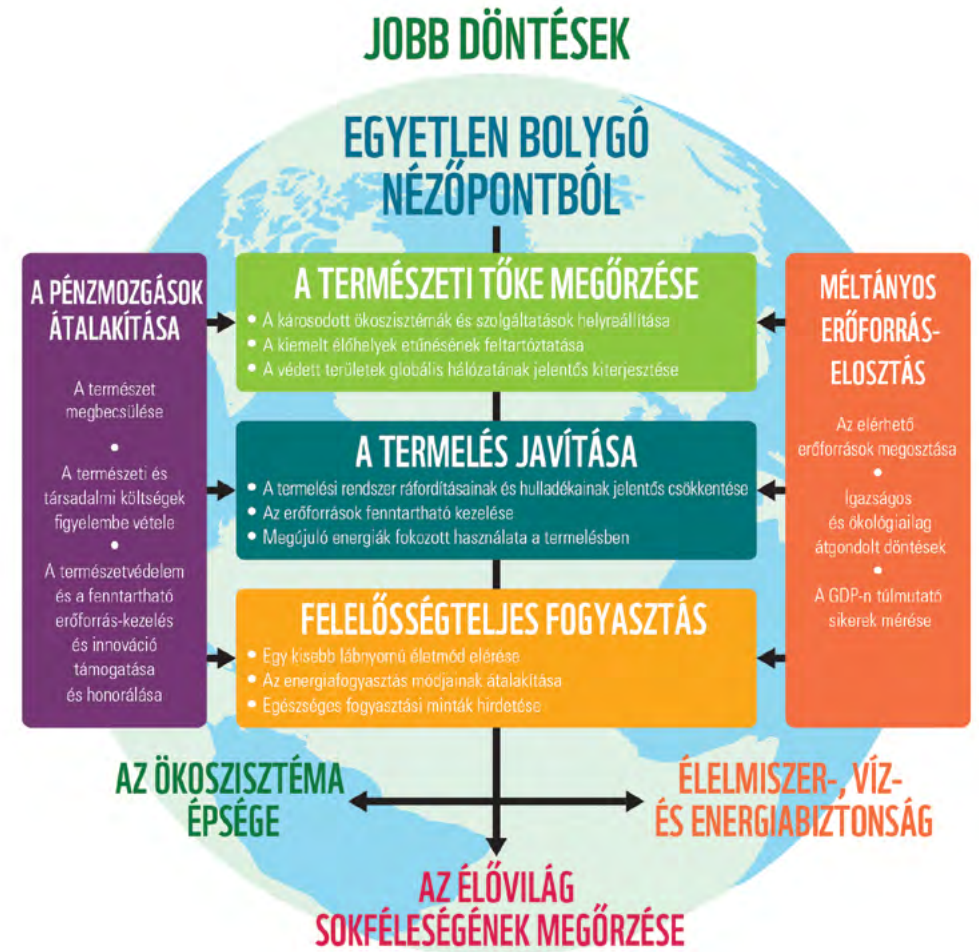 JOBB DÖNTÉSEK
EGYETLEN BOLYGÓ
NÉZŐPONTBÓL
A PÉNZMOZGÁSOK
ÁTALAKÍTÁSA
A természet
megbecsülése
•
A természeti és
társadalmi költségek
figyelembe vétele
•
A természetvédelem
és a fenntartható
erőforrás-kezelés
és innováció
támogatása
és honorálása
A TERMÉSZETI TŐKE MEGŐRZÉSE
• A károsodott ökoszisztémák és szolgáltatások helyreállítása
• A kiemelt élőhelyek etűnésének feltartóztatása
• A védett területek globális hálózatának jelentős kiterjesztése
A TERMELÉS JAVÍTÁSA
• A termelési rendszer ráfordításainak és hulladékainak jelentős csökkentése
• Az erőforrások fenntartható kezelése
• Megújuló energiák fokozott használata a termelésben
FELELŐSSÉGTELJES FOGYASZTÁS
• Egy kisebb lábnyomú életmód elérése
• Az energiafogyasztás módjainak átalakítása
• Egészséges fogyasztási minták hirdetése
MÉLTÁNYOS
ERŐFORRÁS-
ELOSZTÁS
Az elérhető
erőforrások megosztása
•
Igazságos
és ökológiailag
átgondolt döntések
•
A GDP-n túlmutató
sikerek mérése
AZ ÖKOSZISZTÉMA
ÉPSÉGE
ÉLELMISZER-, VÍZ-
ÉS ENERGIABIZTONSÁG
AZ ÉLŐVILÁG
SOKFÉLESÉGÉNEK MEGŐRZÉSE